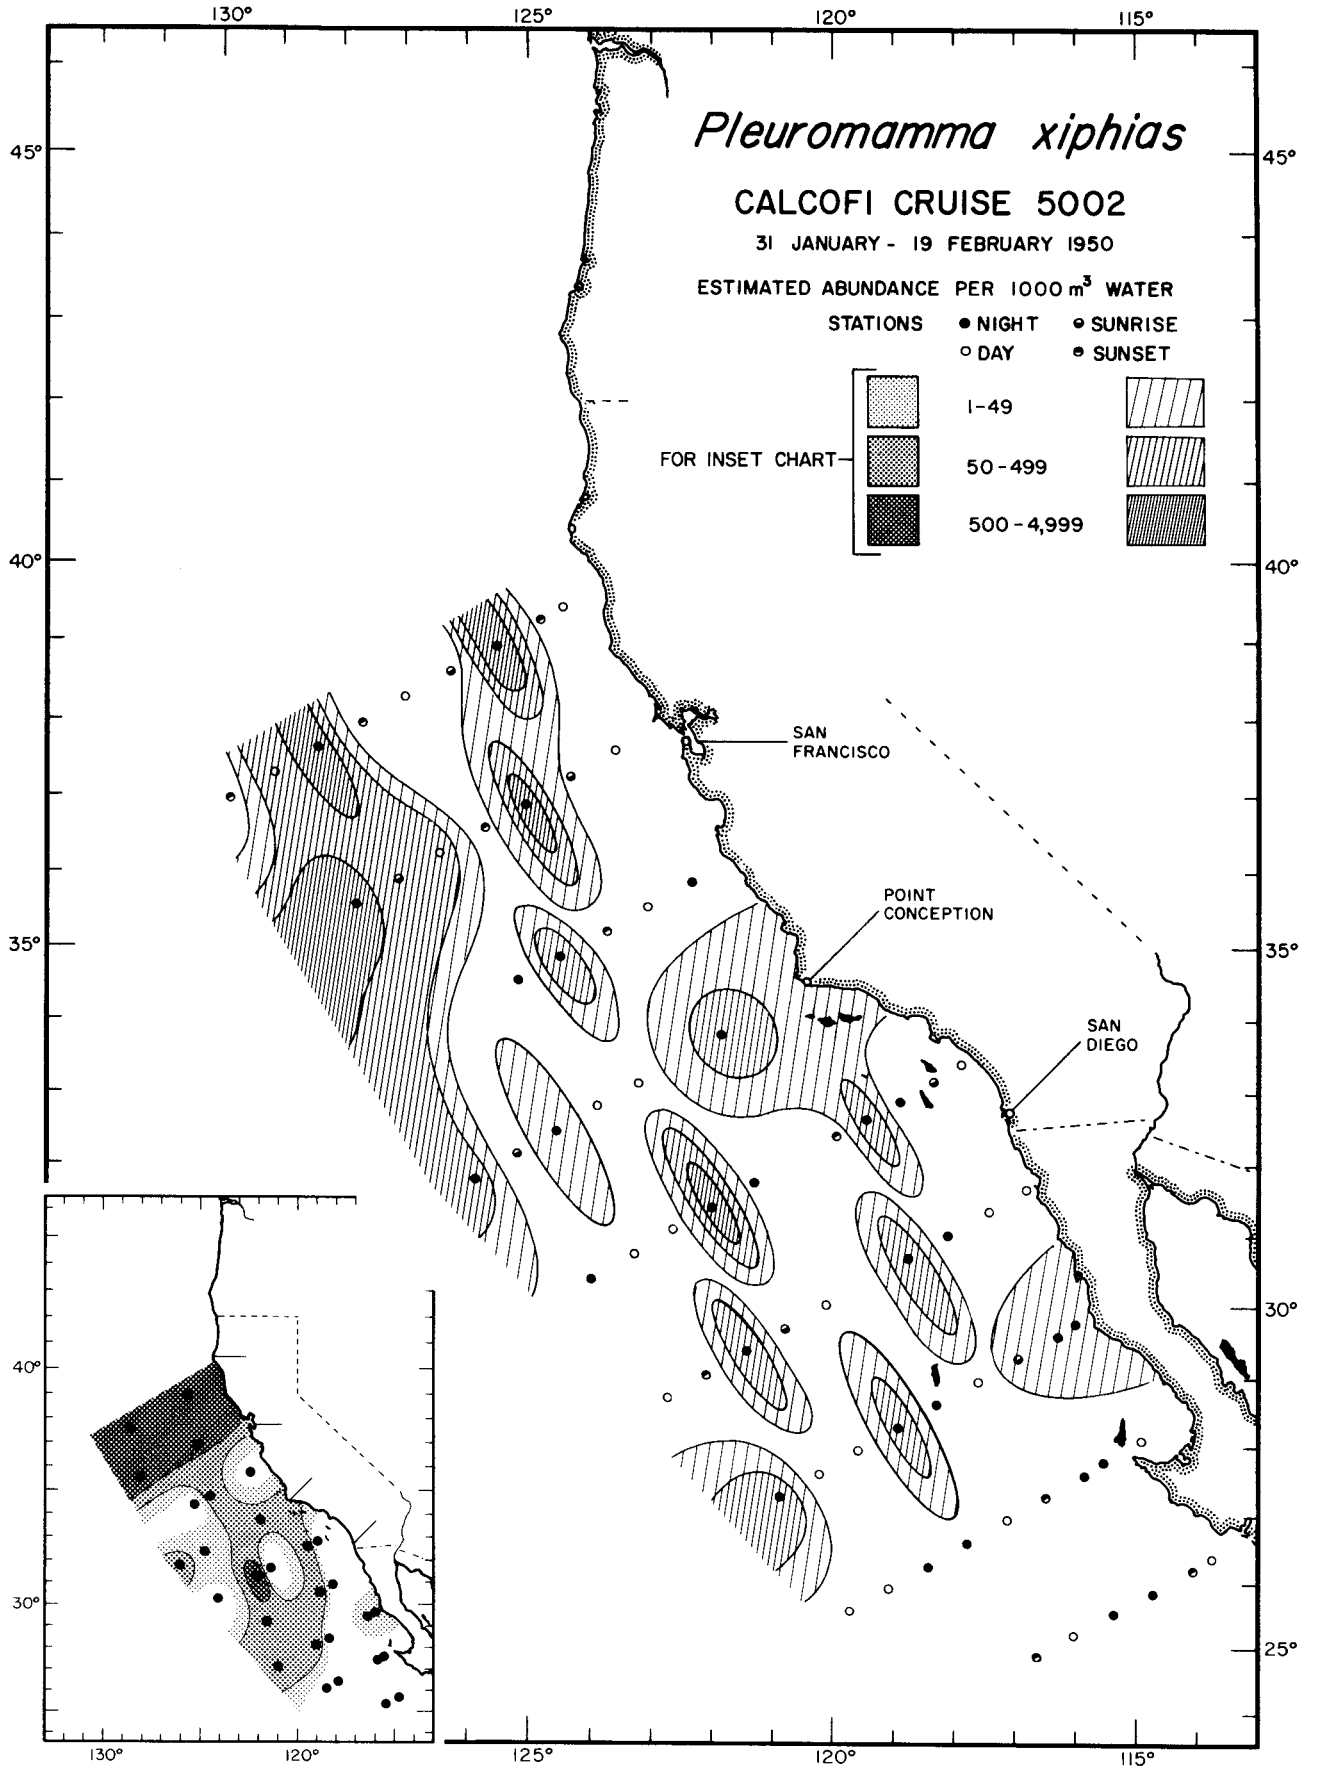 130°
125°
120°
115°
45°
45°
Pleuromamma xiphias
CALCOFI CRUISE 5002
31 JANUARY - 19 FEBRUARY 1950
ESTIMATED ABUNDANCE PER 1000 m³ WATER
STATIONS NIGHT SUNRISE
DAY SUNSET
1-49
FOR INSET CHART 50-499
500-4,999
40°
40°
SAN
FRANCISCO
POINT
CONCEPTION
35°
35°
SAN
DIEGO
30°
40°
30°
25°
130°
120°
125°
120°
115°